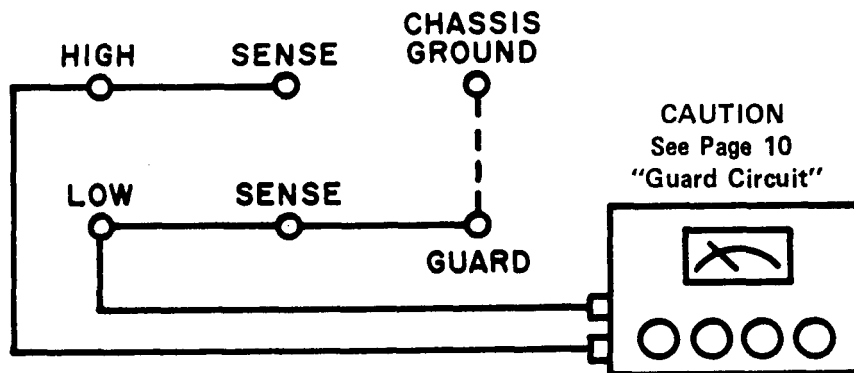 HIGH
SENSE
CHASSIS
GROUND
LOW
SENSE
GUARD
CAUTION
See Page 10
"Guard Circuit"